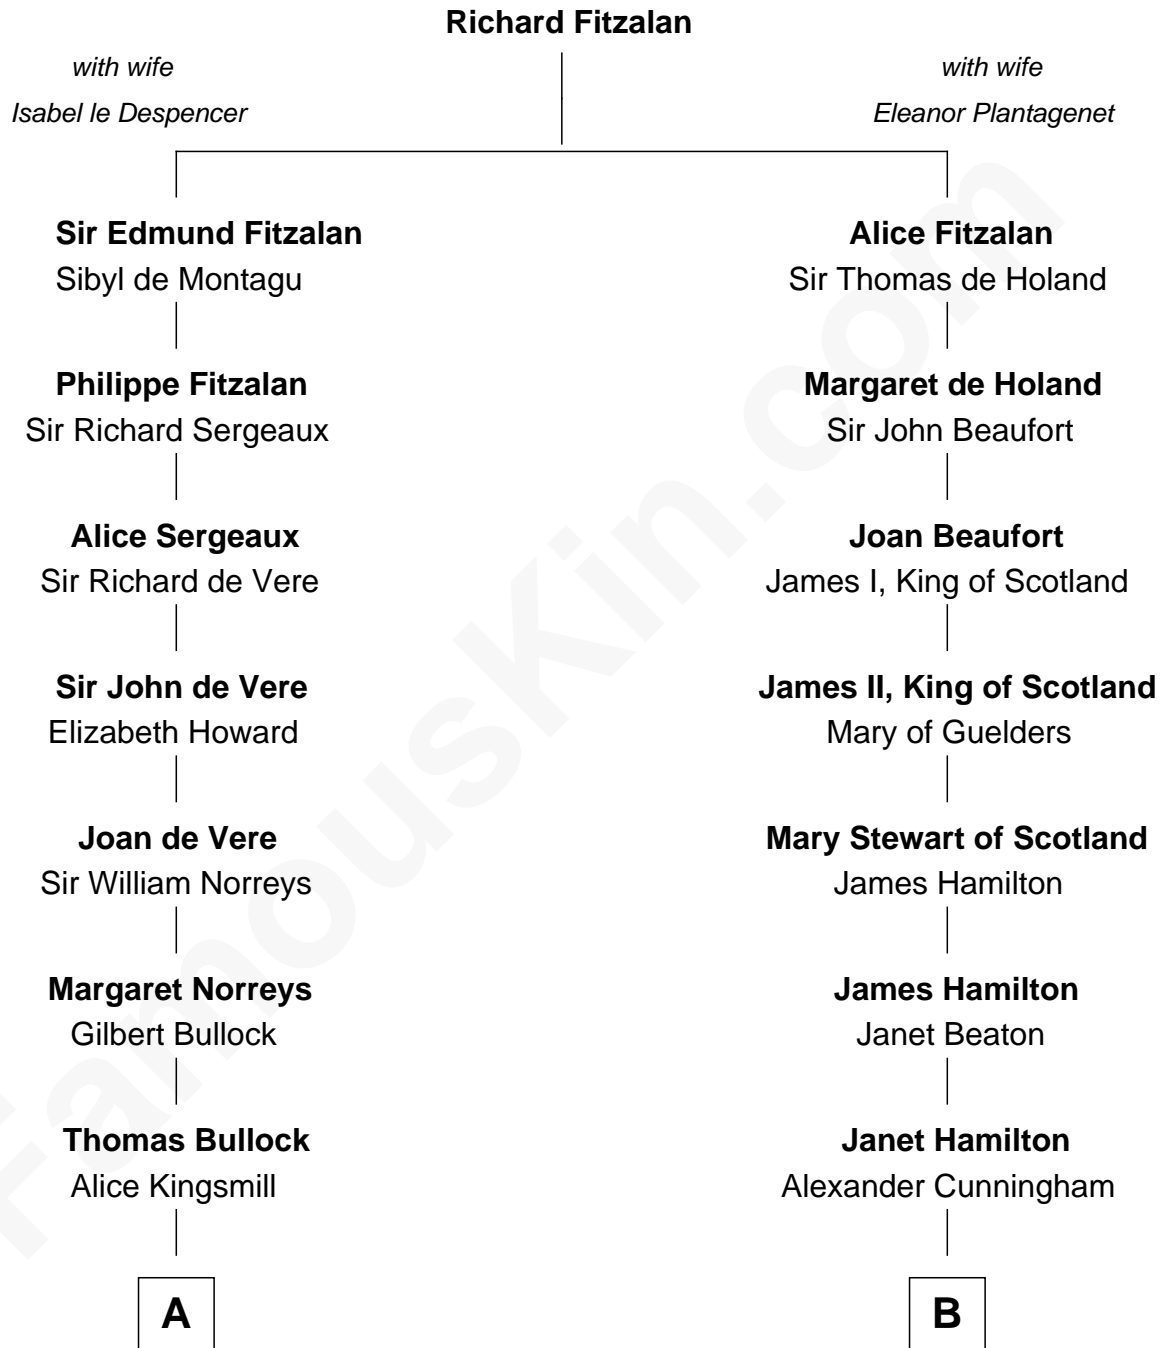 Richard Fitzalan
with wife
Isabel le Despencer
with wife
Eleanor Plantagenet
Sir Edmund Fitzalan
Sibyl de Montagu
Alice Fitzalan
Sir Thomas de Holand
Philippe Fitzalan
Sir Richard Sergeaux
Margaret de Holand
Sir John Beaufort
Alice Sergeaux
Sir Richard de Vere
Joan Beaufort
James I, King of Scotland
Sir John de Vere
Elizabeth Howard
James II, King of Scotland
Mary of Guelders
Joan de Vere
Sir William Norreys
Mary Stewart of Scotland
James Hamilton
Margaret Norreys
Gilbert Bullock
James Hamilton
Janet Beaton
Thomas Bullock
Alice Kingsmill
Janet Hamilton
Alexander Cunningham
A
B
FamousKin.com